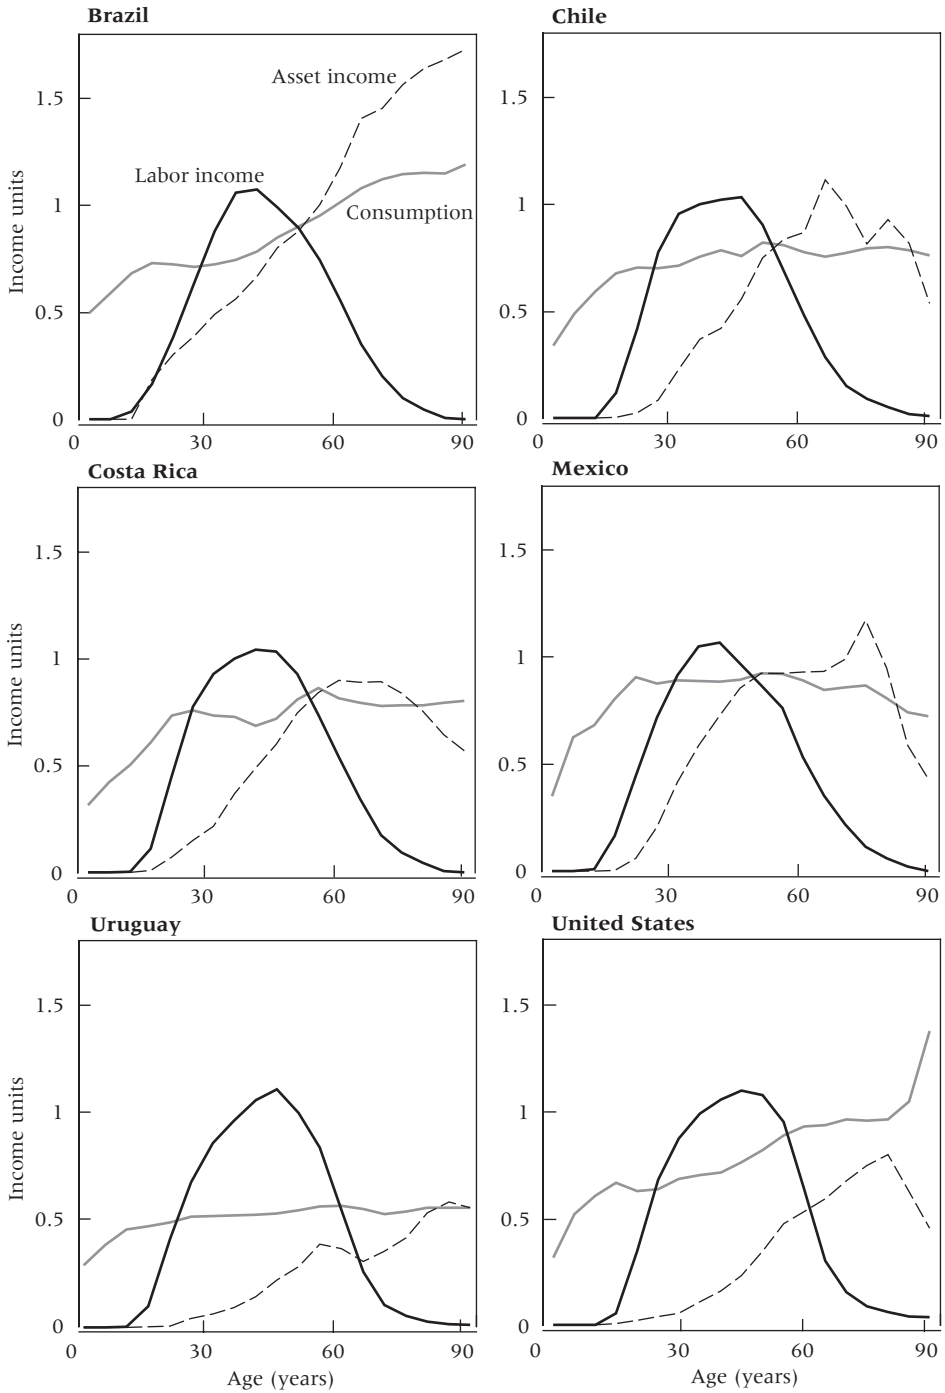 Brazil
Chile
1.5
1
0.5
0
Income units
Asset income
Labor income
Consumption
0 30 60 90
1.5
1
0.5
0
0 30 60 90
Costa Rica
Mexico
1.5
1
0.5
0
Income units
0 30 60 90
1.5
1
0.5
0
0 30 60 90
Uruguay
United States
1.5
1
0.5
0
Income units
0 30 60 90
Age (years)
1.5
1
0.5
0
0 30 60 90
Age (years)